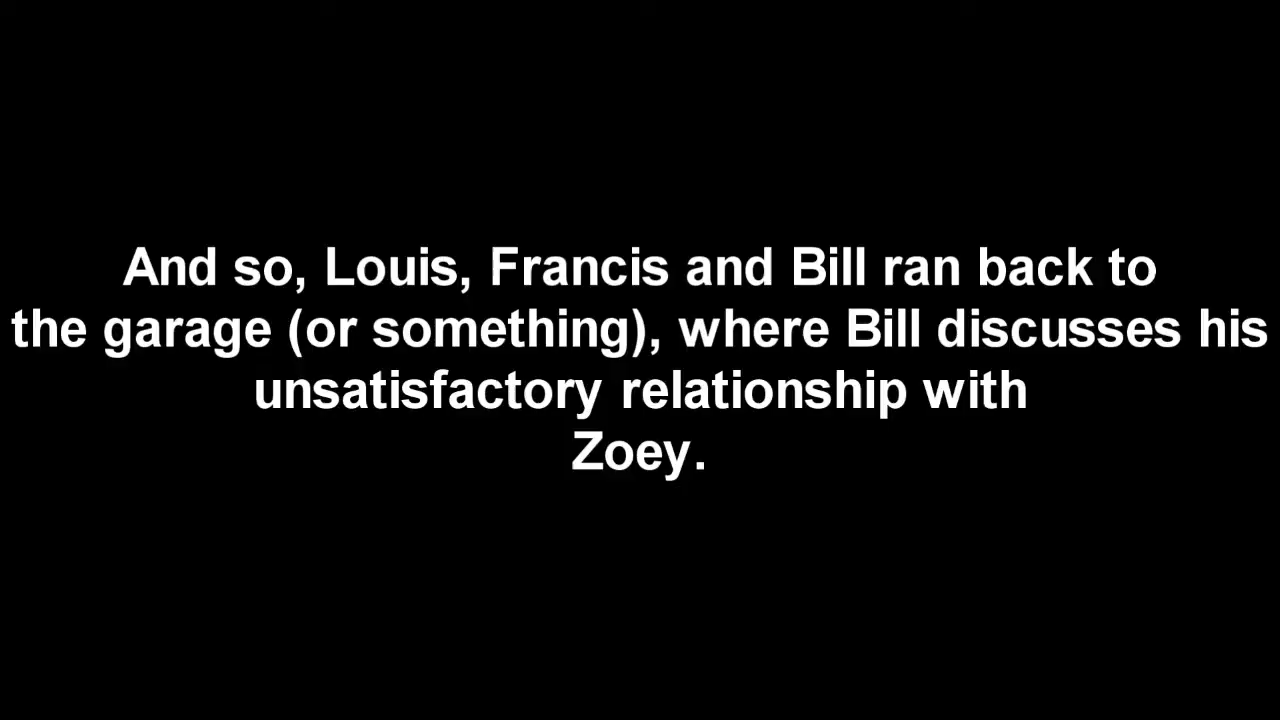 And so, Louis, Francis and Bill ran back to
the garage (or something), where Bill discusses his
unsatisfactory relationship with
Zoey.